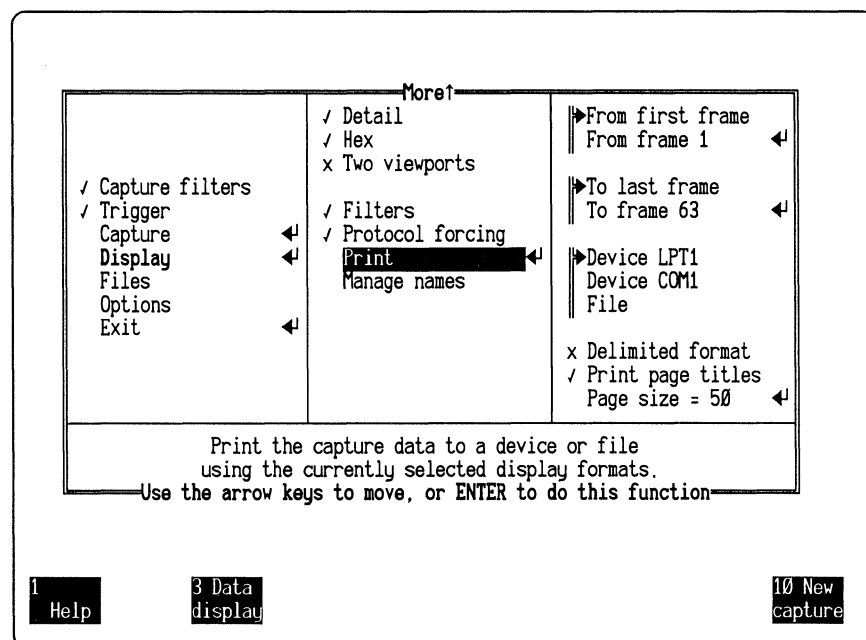 More↑
✓ Capture filters
✓ Trigger
Capture ↵
Display ↵
Files
Options
Exit ↵
✓ Detail
✓ Hex
x Two viewports
✓ Filters
✓ Protocol forcing
Print ↵
Manage names
From first frame
From frame 1 ↵
To last frame
To frame 63 ↵
Device LPT1
Device COM1
File
x Delimited format
✓ Print page titles
Page size = 50 ↵
Print the capture data to a device or file
using the currently selected display formats.
Use the arrow keys to move, or ENTER to do this function
1
Help
3 Data
display
10 New
capture